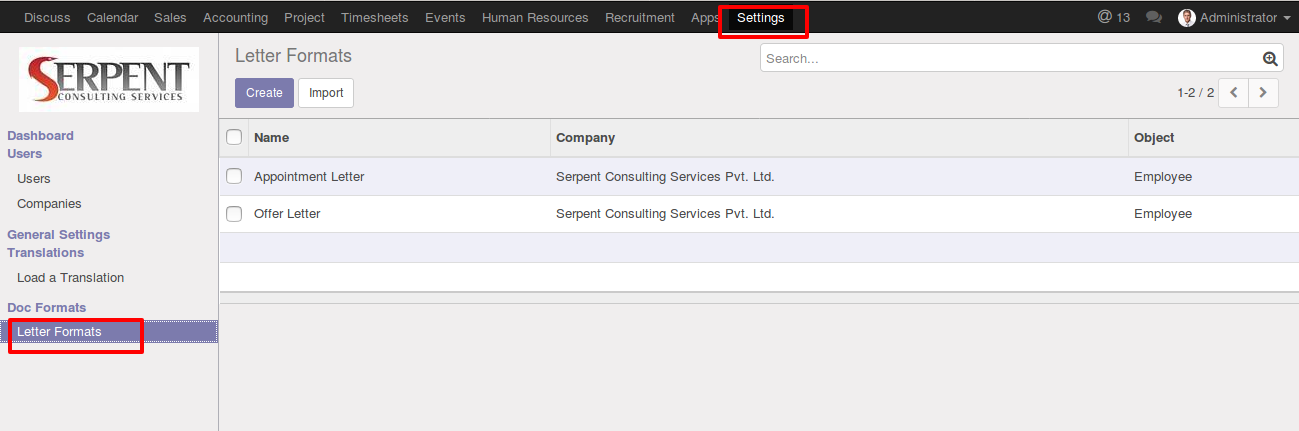 Discuss Calendar Sales Accounting Project Timesheets Events Human Resources Recruitment Apps Settings @ 13 Administrator
SERPENT
CONSULTING SERVICES
Dashboard
Users
Users
Companies
General Settings
Translations
Load a Translation
Doc Formats
Letter Formats
Letter Formats
Search...
Create Import
1-2 / 2
Name Company Object
Appointment Letter Serpent Consulting Services Pvt. Ltd. Employee
Offer Letter Serpent Consulting Services Pvt. Ltd. Employee